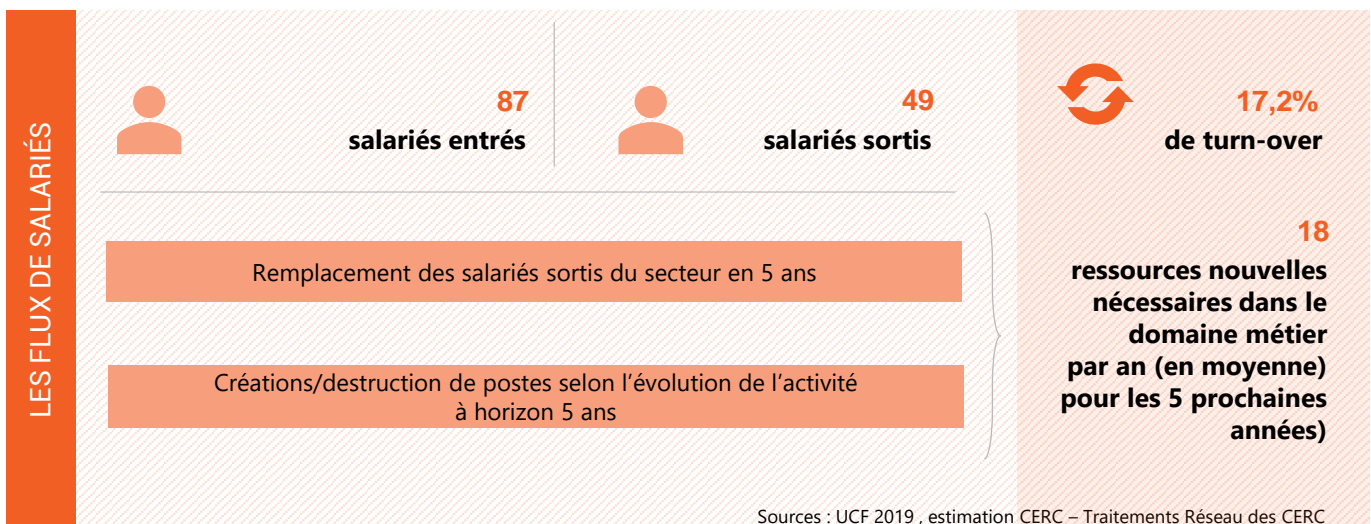 LES FLUX DE SALARIÉS
87
salariés entrés
49
salariés sortis
17,2%
de turn-over
Remplacement des salariés sortis du secteur en 5 ans
Créations/destruction de postes selon l’évolution de l’activité
à horizon 5 ans
18
ressources nouvelles
nécessaires dans le
domaine métier
par an (en moyenne)
pour les 5 prochaines
années)
Sources : UCF 2019 , estimation CERC – Traitements Réseau des CERC